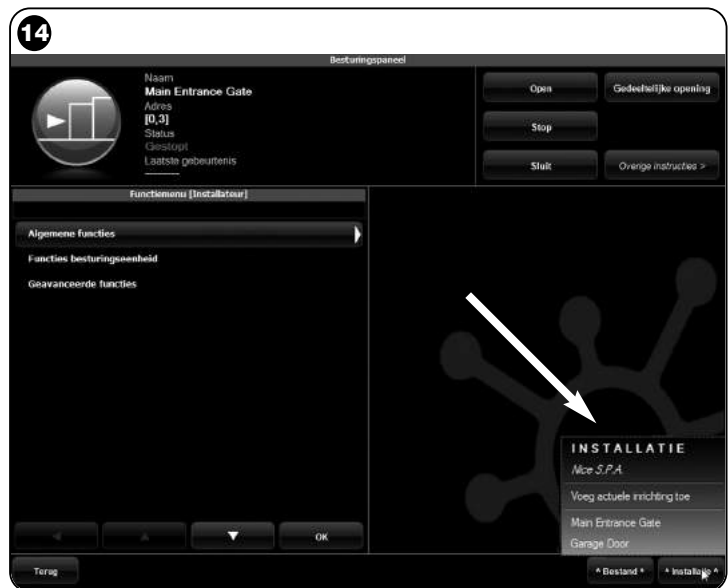 14
Besturingspaneel
Naam
Main Entrance Gate
Adres
[0,3]
Status
Gestopt
Laatste gebeurtenis
Open
Gedeeltelijke opening
Stop
Sluit
Overige instructies >
Functiemenu [Installateur]
Algemene functies
Functies besturingseenheid
Geavanceerde functies
INSTALLATIE
Nice S.P.A.
Voeg actuele inrichting toe
Main Entrance Gate
Garage Door
OK
Terug
^ Bestand ^
^ Installatie ^